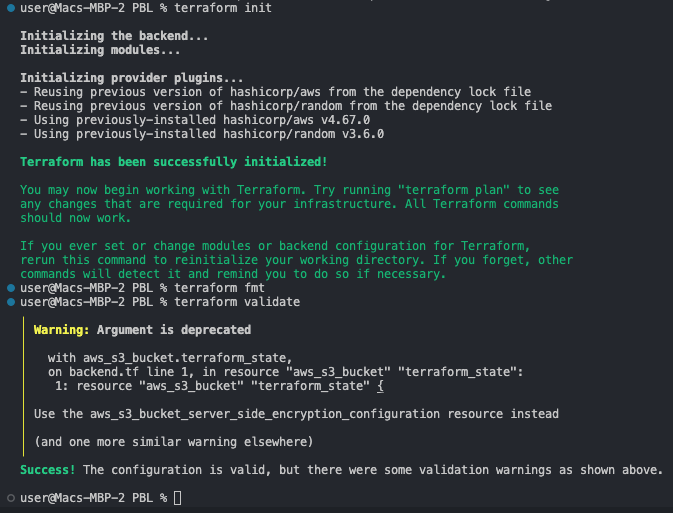 user@Macs-MBP-2 PBL % terraform init
Initializing the backend...
Initializing modules...
Initializing provider plugins...
- Reusing previous version of hashicorp/aws from the dependency lock file
- Reusing previous version of hashicorp/random from the dependency lock file
- Using previously-installed hashicorp/aws v4.67.0
- Using previously-installed hashicorp/random v3.6.0
Terraform has been successfully initialized!
You may now begin working with Terraform. Try running "terraform plan" to see
any changes that are required for your infrastructure. All Terraform commands
should now work.
If you ever set or change modules or backend configuration for Terraform,
rerun this command to reinitialize your working directory. If you forget, other
commands will detect it and remind you to do so if necessary.
user@Macs-MBP-2 PBL % terraform fmt
user@Macs-MBP-2 PBL % terraform validate
Warning: Argument is deprecated
with aws_s3_bucket.terraform_state,
on backend.tf line 1, in resource "aws_s3_bucket" "terraform_state":
1: resource "aws_s3_bucket" "terraform_state" {
Use the aws_s3_bucket_server_side_encryption_configuration resource instead
(and one more similar warning elsewhere)
Success! The configuration is valid, but there were some validation warnings as shown above.
user@Macs-MBP-2 PBL %